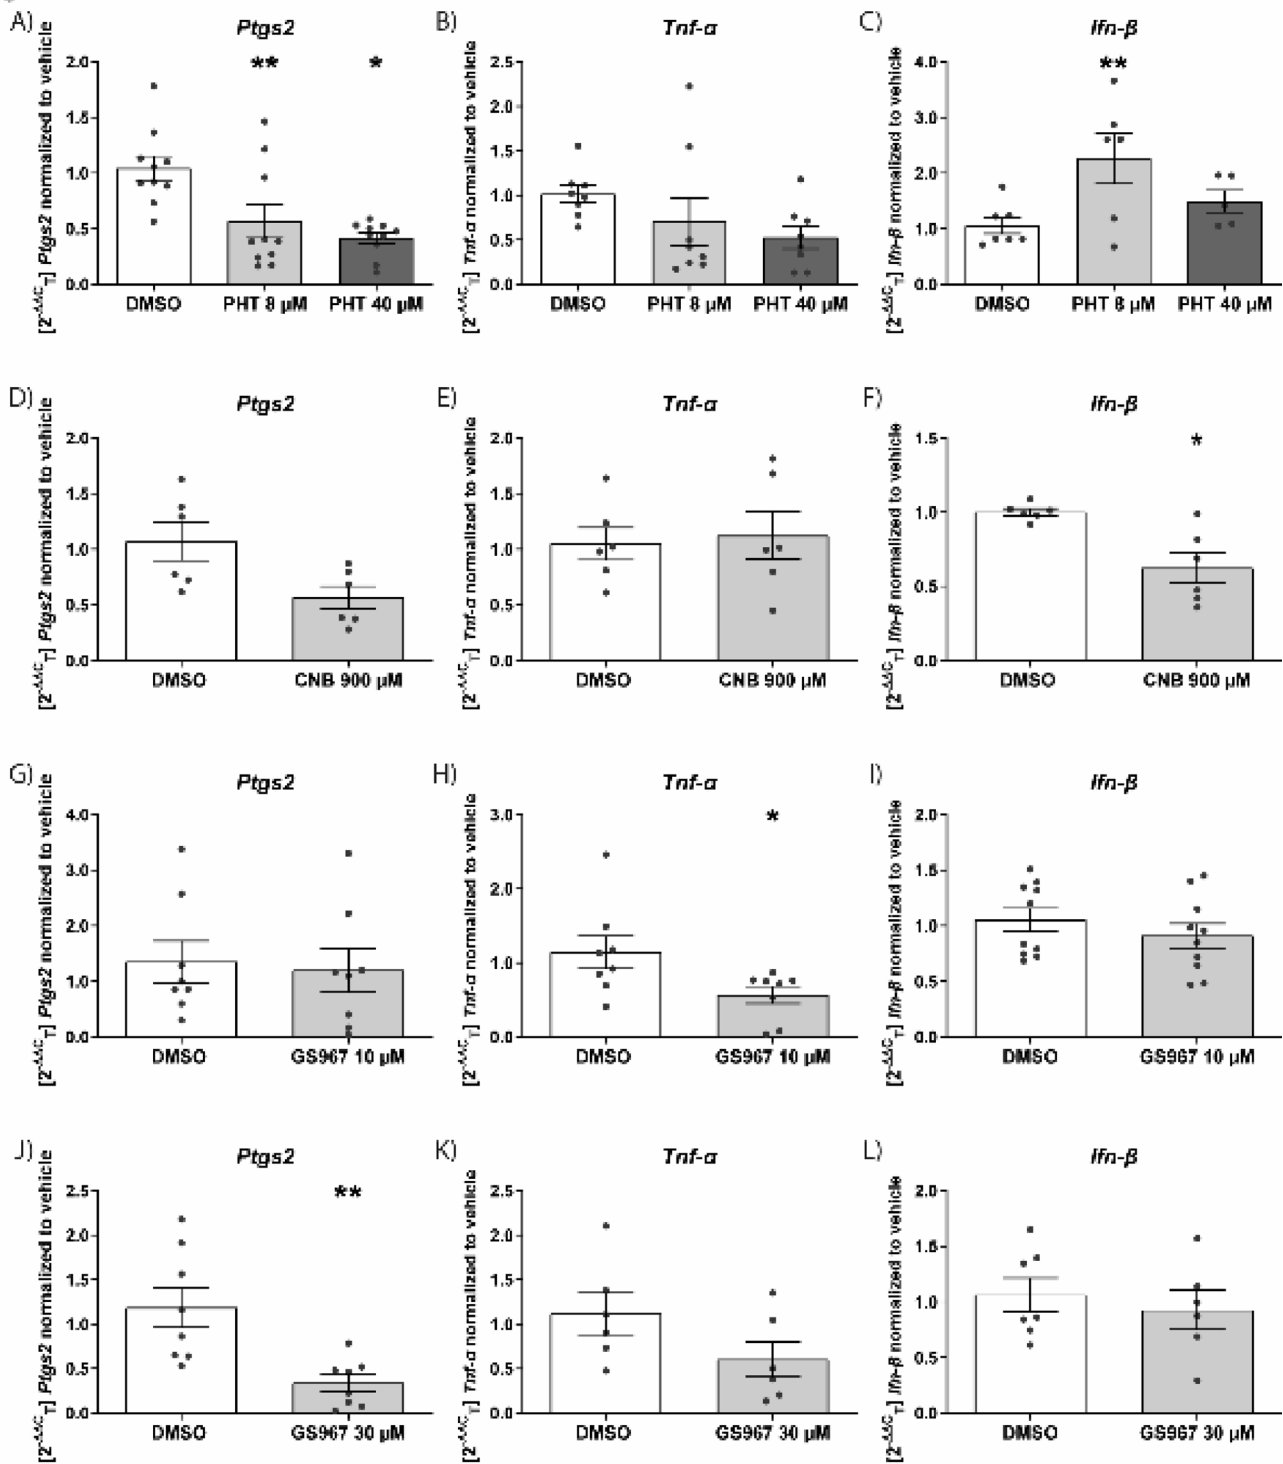 A) Ptgs2
[2-ΔΔCT] Ptgs2 normalized to vehicle
2.0
1.5
1.0
0.5
0.0
** *
DMSO PHT 8 µM PHT 40 µM
B) Tnf-α
[2-ΔΔCT] Tnf-α normalized to vehicle
2.5
2.0
1.5
1.0
0.5
0.0
DMSO PHT 8 µM PHT 40 µM
C) Ifn-β
[2-ΔΔCT] Ifn-β normalized to vehicle
4.0
3.0
2.0
1.0
0.0
**
DMSO PHT 8 µM PHT 40 µM
D) Ptgs2
[2-ΔΔCT] Ptgs2 normalized to vehicle
2.0
1.5
1.0
0.5
0.0
DMSO CNB 900 µM
E) Tnf-α
[2-ΔΔCT] Tnf-α normalized to vehicle
2.0
1.5
1.0
0.5
0.0
DMSO CNB 900 µM
F) Ifn-β
[2-ΔΔCT] Ifn-β normalized to vehicle
1.5
1.0
0.5
0.0
*
DMSO CNB 900 µM
G) Ptgs2
[2-ΔΔCT] Ptgs2 normalized to vehicle
4.0
3.0
2.0
1.0
0.0
DMSO GS967 10 µM
H) Tnf-α
[2-ΔΔCT] Tnf-α normalized to vehicle
3.0
2.0
1.0
0.0
*
DMSO GS967 10 µM
I) Ifn-β
[2-ΔΔCT] Ifn-β normalized to vehicle
2.0
1.5
1.0
0.5
0.0
DMSO GS967 10 µM
J) Ptgs2
[2-ΔΔCT] Ptgs2 normalized to vehicle
2.5
2.0
1.5
1.0
0.5
0.0
**
DMSO GS967 30 µM
K) Tnf-α
[2-ΔΔCT] Tnf-α normalized to vehicle
2.5
2.0
1.5
1.0
0.5
0.0
DMSO GS967 30 µM
L) Ifn-β
[2-ΔΔCT] Ifn-β normalized to vehicle
2.0
1.5
1.0
0.5
0.0
DMSO GS967 30 µM